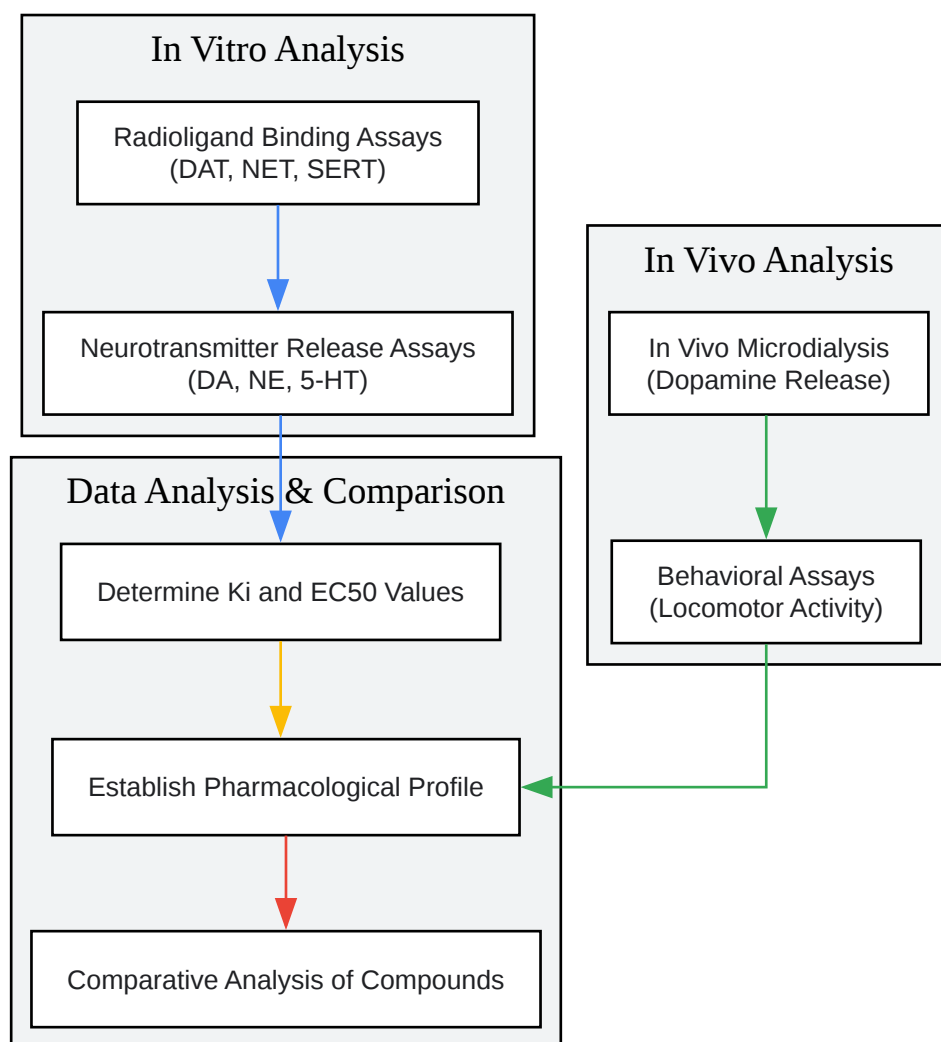 In Vitro Analysis
Radioligand Binding Assays
(DAT, NET, SERT)
Neurotransmitter Release Assays
(DA, NE, 5-HT)
In Vivo Analysis
In Vivo Microdialysis
(Dopamine Release)
Behavioral Assays
(Locomotor Activity)
Data Analysis & Comparison
Determine Ki and EC50 Values
Establish Pharmacological Profile
Comparative Analysis of Compounds